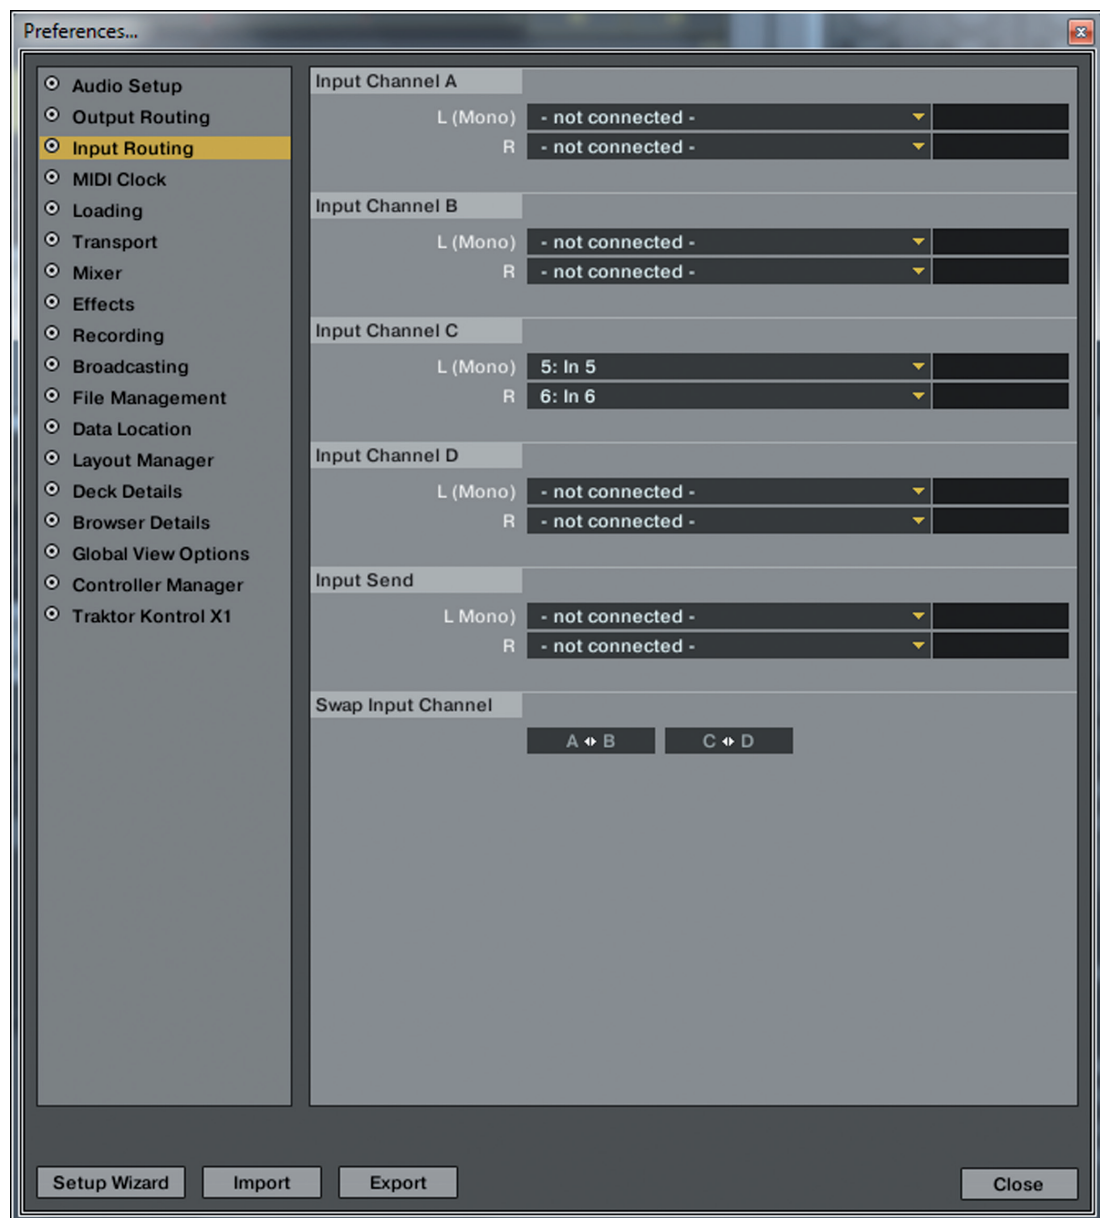 Preferences...
Audio Setup
Output Routing
Input Routing
MIDI Clock
Loading
Transport
Mixer
Effects
Recording
Broadcasting
File Management
Data Location
Layout Manager
Deck Details
Browser Details
Global View Options
Controller Manager
Traktor Kontrol X1
Input Channel A
L (Mono) - not connected -
R - not connected -
Input Channel B
L (Mono) - not connected -
R - not connected -
Input Channel C
L (Mono) 5: In 5
R 6: In 6
Input Channel D
L (Mono) - not connected -
R - not connected -
Input Send
L Mono) - not connected -
R - not connected -
Swap Input Channel
A B C D
Setup Wizard Import Export Close